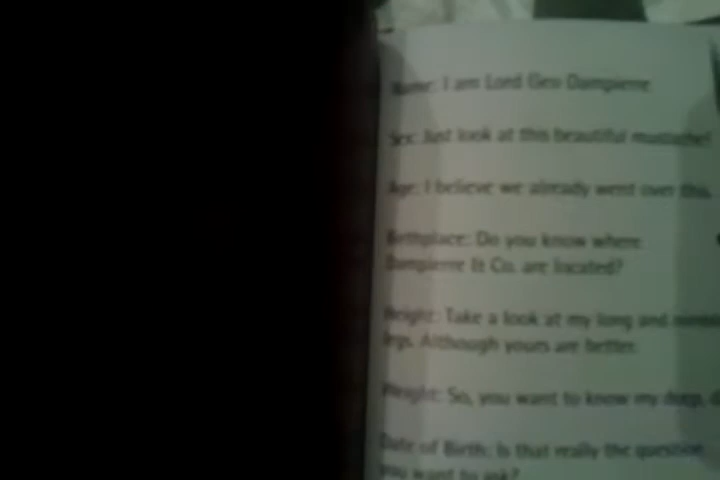 Name: I am Lord Geo Dampierre
Sex: Just look at this beautiful mustache!
Age: I believe we already went over this.
Birthplace: Do you know where
Dampierre & Co. are located?
Height: Take a look at my long and
legs. Although yours are better.
Weight: So, you want to know my deep,
Date of Birth: Is that really the question
you want to ask?